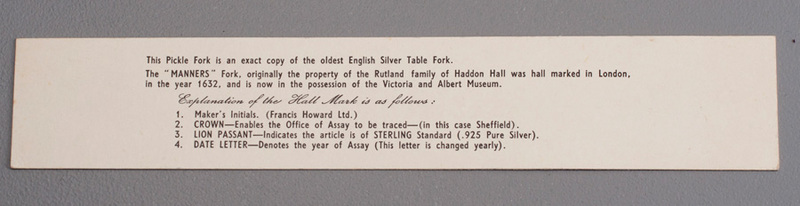 This Pickle Fork is an exact copy of the oldest English Silver Table Fork.
The "MANNERS" Fork, originally the property of the Rutland family of Haddon Hall was hall marked in London,
in the year 1632, and is now in the possession of the Victoria and Albert Museum.
Explanation of the Hall Mark is as follows:
1. Maker's Initials. (Francis Howard Ltd.)
2. CROWN—Enables the Office of Assay to be traced—(in this case Sheffield).
3. LION PASSANT—Indicates the article is of STERLING Standard (.925 Pure Silver).
4. DATE LETTER—Denotes the year of Assay (This letter is changed yearly).